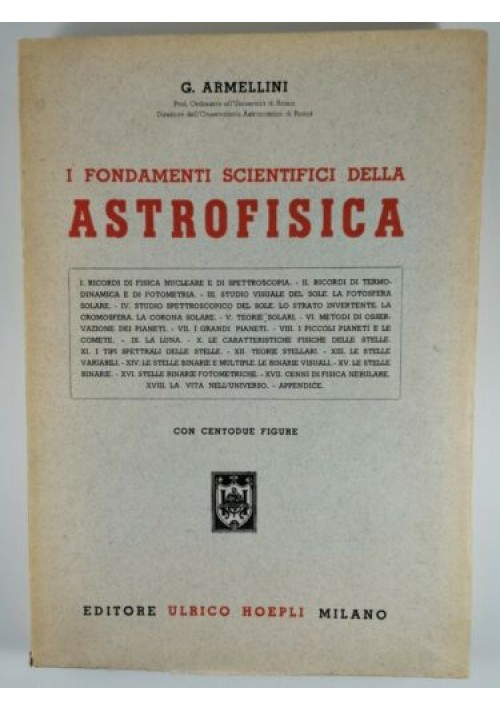 G. ARMELLINI
Prof. Ordinario all'Università di Roma
Direttore dell'Osservatorio Astronomico di Roma
I FONDAMENTI SCIENTIFICI DELLA
ASTROFISICA
I. RICORDI DI FISICA NUCLEARE E DI SPETTROSCOPIA. - II. RICORDI DI TERMO-
DINAMICA E DI FOTOMETRIA. - III. STUDIO VISUALE DEL SOLE. LA FOTOSFERA
SOLARE. - IV. STUDIO SPETTROSCOPICO DEL SOLE. LO STRATO INVERTENTE. LA
CROMOSFERA. LA CORONA SOLARE. - V. TEORIE SOLARI. - VI. METODI DI OSSER-
VAZIONE DEI PIANETI. - VII. I GRANDI PIANETI. - VIII. I PICCOLI PIANETI E LE
COMETE. - IX. LA LUNA. - X. LE CARATTERISTICHE FISICHE DELLE STELLE.
XI. I TIPI SPETTRALI DELLE STELLE. - XII. TEORIE STELLARI. - XIII. LE STELLE
VARIABILI. - XIV. LE STELLE BINARIE E MULTIPLE. LE BINARIE VISUALI. - XV. LE STELLE
BINARIE. - XVI. STELLE BINARIE FOTOMETRICHE. - XVII. CENNI DI FISICA NEBULARE.
XVIII. LA VITA NELL'UNIVERSO. - APPENDICE.
CON CENTODUE FIGURE
EDITORE ULRICO HOEPLI MILANO